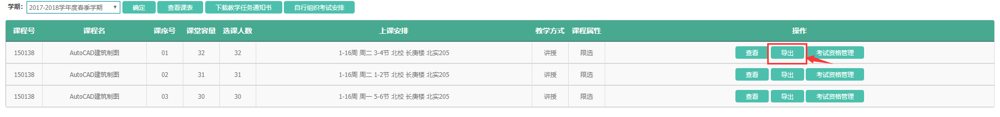 学期： 2017-2018学年度春季学期 确定 查看课表 下载教学任务通知书 自行组织考试安排
课程号 课程名 课序号 课堂容量 选课人数 上课安排 教学方式 课程属性 操作
150138 AutoCAD建筑制图 01 32 32 1-16周 周二 3-4节 北校 长庚楼 北实205 讲授 限选 查看 导出 考试资格管理
150138 AutoCAD建筑制图 02 31 31 1-16周 周二 1-2节 北校 长庚楼 北实205 讲授 限选 查看 导出 考试资格管理
150138 AutoCAD建筑制图 03 30 30 1-16周 周一 5-6节 北校 长庚楼 北实205 讲授 限选 查看 导出 考试资格管理